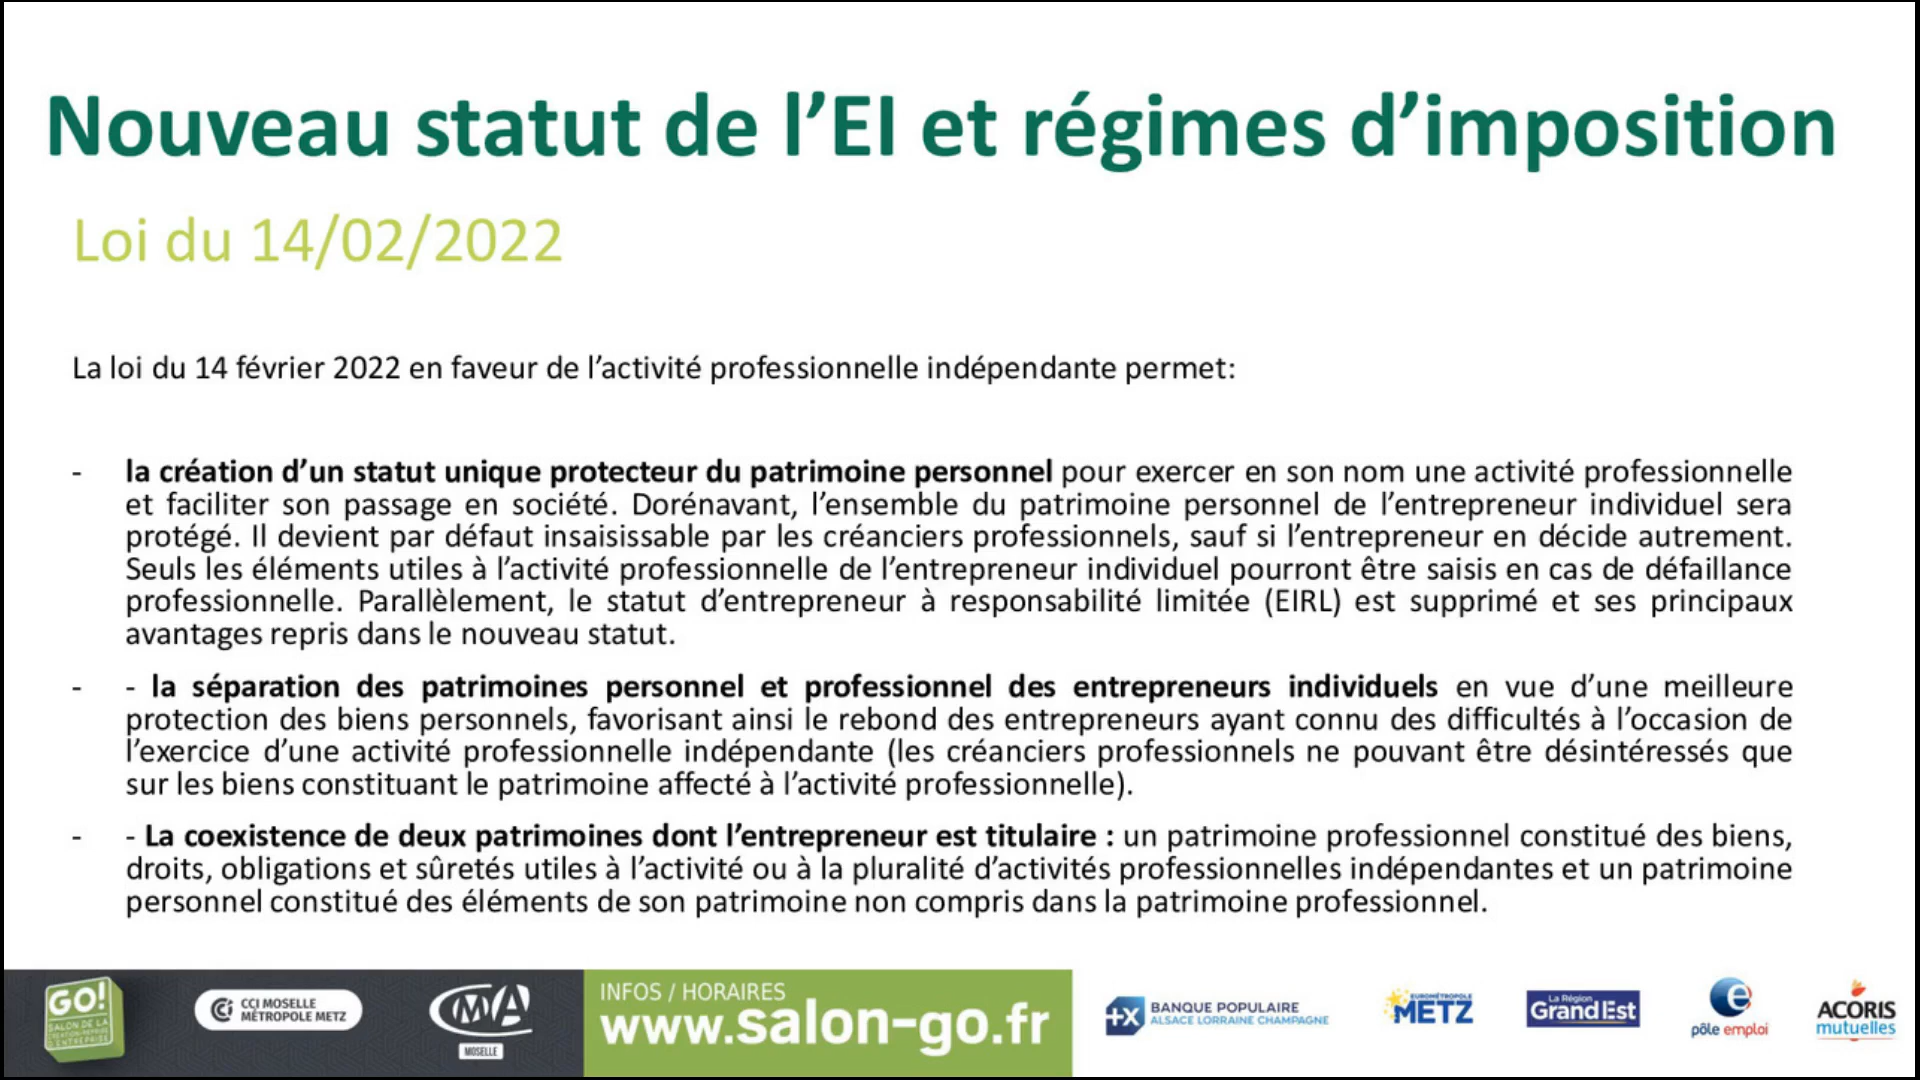 Nouveau statut de l’EI et régimes d’imposition
Loi du 14/02/2022
La loi du 14 février 2022 en faveur de l’activité professionnelle indépendante permet:
- la création d’un statut unique protecteur du patrimoine personnel pour exercer en son nom une activité professionnelle
et faciliter son passage en société. Dorénavant, l’ensemble du patrimoine personnel de l’entrepreneur individuel sera
protégé. Il devient par défaut insaisissable par les créanciers professionnels, sauf si l’entrepreneur en décide autrement.
Seuls les éléments utiles à l’activité professionnelle de l’entrepreneur individuel pourront être saisis en cas de défaillance
professionnelle. Parallèlement, le statut d’entrepreneur à responsabilité limitée (EIRL) est supprimé et ses principaux
avantages repris dans le nouveau statut.
- - la séparation des patrimoines personnel et professionnel des entrepreneurs individuels en vue d’une meilleure
protection des biens personnels, favorisant ainsi le rebond des entrepreneurs ayant connu des difficultés à l’occasion de
l’exercice d’une activité professionnelle indépendante (les créanciers professionnels ne pouvant être désintéressés que
sur les biens constituant le patrimoine affecté à l’activité professionnelle).
- - La coexistence de deux patrimoines dont l’entrepreneur est titulaire : un patrimoine professionnel constitué des biens,
droits, obligations et sûretés utiles à l’activité ou à la pluralité d’activités professionnelles indépendantes et un patrimoine
personnel constitué des éléments de son patrimoine non compris dans la patrimoine professionnel.
GO!
SALON DE LA
CRÉATION-REPRISE
D'ENTREPRISE
CCI MOSELLE
MÉTROPOLE METZ
CMA
MOSELLE
INFOS / HORAIRES
www.salon-go.fr
BANQUE POPULAIRE
ALSACE LORRAINE CHAMPAGNE
EUROMÉTROPOLE
METZ
La Région
GrandEst
pôle emploi
ACORIS
mutuelles